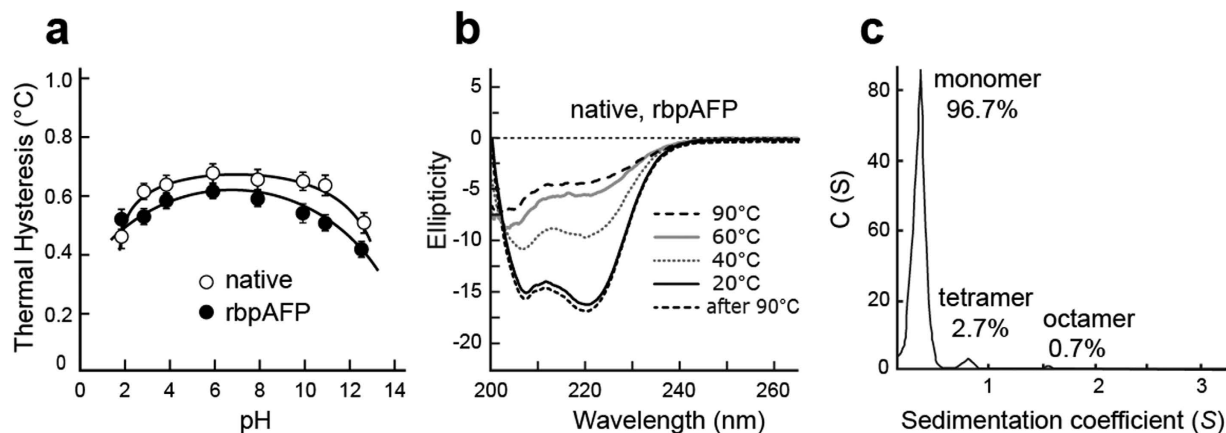 a
Thermal Hysteresis (°C)
1.0
0.8
0.6
0.4
0.2
0
0 2 4 6 8 10 12 14
pH
native
rbpAFP
b
Ellipticity
5
0
-5
-10
-15
-20
native, rbpAFP
90°C
60°C
40°C
20°C
after 90°C
200 220 240 260
Wavelength (nm)
c
C (S)
80
40
60
20
0
monomer
96.7%
tetramer
2.7%
octamer
0.7%
1 2 3
Sedimentation coefficient (S)